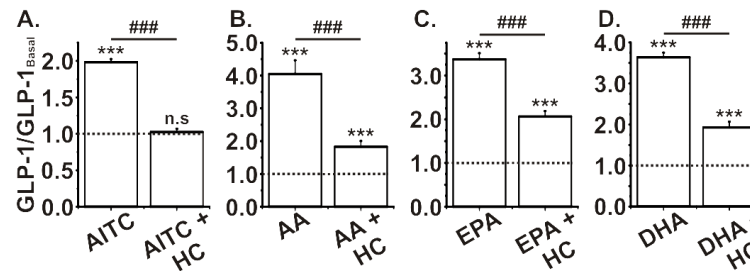 A.
###
***
n.s
2.0
1.5
1.0
0.5
0.0
GLP-1/GLP-1Basal
AITC
AITC +
HC
B.
###
***
***
5.0
4.0
2.0
1.0
0.0
AA
AA +
HC
C.
###
***
***
3.0
2.0
1.0
0.0
EPA
EPA +
HC
D.
###
***
***
4.0
3.0
2.0
1.0
0.0
DHA
DHA
HC